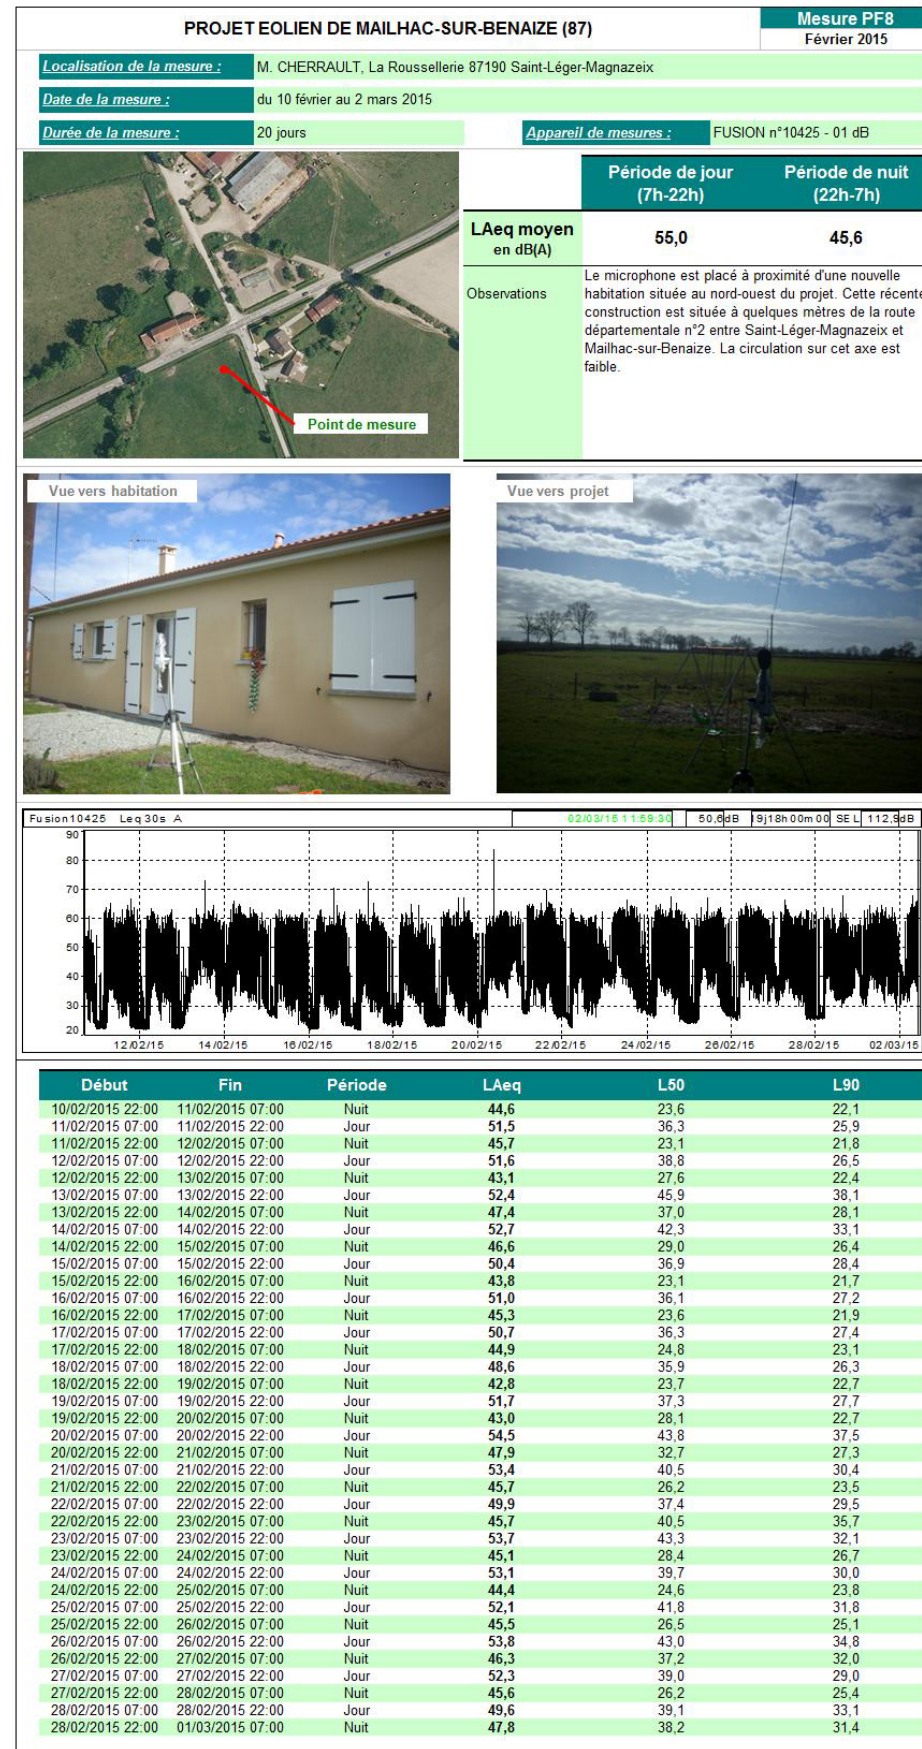 PROJET EOLIEN DE MAILHAC-SUR-BENAIZE (87)
Mesure PF8
Février 2015
Localisation de la mesure :
M. CHERRAULT, La Roussellerie 87190 Saint-Léger-Magnazeix
Date de la mesure :
du 10 février au 2 mars 2015
Durée de la mesure :
20 jours
Appareil de mesures :
FUSION n°10425 - 01 dB
Point de mesure
Période de jour (7h-22h)
Période de nuit (22h-7h)
LAeq moyen en dB(A)
55,0
45,6
Observations
Le microphone est placé à proximité d'une nouvelle
habitation située au nord-ouest du projet. Cette récente
construction est située à quelques mètres de la route
départementale n°2 entre Saint-Léger-Magnazeix et
Mailhac-sur-Benaize. La circulation sur cet axe est
faible.
Vue vers habitation
Vue vers projet
Fusion10425 Leq 30s A 02/03/15 11:59:30 50,6dB 19j18h00m00 SEL 112,9dB
90
80
70
60
50
40
30
20
12/02/15 14/02/15 16/02/15 18/02/15 20/02/15 22/02/15 24/02/15 26/02/15 28/02/15 02/03/15
Début Fin Période LAeq L50 L90
10/02/2015 22:00 11/02/2015 07:00 Nuit 44,6 23,6 22,1
11/02/2015 07:00 11/02/2015 22:00 Jour 51,5 36,3 25,9
11/02/2015 22:00 12/02/2015 07:00 Nuit 45,7 23,1 21,8
12/02/2015 07:00 12/02/2015 22:00 Jour 51,6 38,8 26,5
12/02/2015 22:00 13/02/2015 07:00 Nuit 43,1 27,6 22,4
13/02/2015 07:00 13/02/2015 22:00 Jour 52,4 45,9 38,1
13/02/2015 22:00 14/02/2015 07:00 Nuit 47,4 37,0 28,1
14/02/2015 07:00 14/02/2015 22:00 Jour 52,7 42,3 33,1
14/02/2015 22:00 15/02/2015 07:00 Nuit 46,6 29,0 26,4
15/02/2015 07:00 15/02/2015 22:00 Jour 50,4 36,9 28,4
15/02/2015 22:00 16/02/2015 07:00 Nuit 43,8 23,1 21,7
16/02/2015 07:00 16/02/2015 22:00 Jour 51,0 36,1 27,2
16/02/2015 22:00 17/02/2015 07:00 Nuit 45,3 23,6 21,9
17/02/2015 07:00 17/02/2015 22:00 Jour 50,7 36,3 27,4
17/02/2015 22:00 18/02/2015 07:00 Nuit 44,9 24,8 23,1
18/02/2015 07:00 18/02/2015 22:00 Jour 48,6 35,9 26,3
18/02/2015 22:00 19/02/2015 07:00 Nuit 42,8 23,7 22,7
19/02/2015 07:00 19/02/2015 22:00 Jour 51,7 37,3 27,7
19/02/2015 22:00 20/02/2015 07:00 Nuit 43,0 28,1 22,7
20/02/2015 07:00 20/02/2015 22:00 Jour 54,5 43,8 37,5
20/02/2015 22:00 21/02/2015 07:00 Nuit 47,9 32,7 27,3
21/02/2015 07:00 21/02/2015 22:00 Jour 53,4 40,5 30,4
21/02/2015 22:00 22/02/2015 07:00 Nuit 45,7 26,2 23,5
22/02/2015 07:00 22/02/2015 22:00 Jour 49,9 37,4 29,5
22/02/2015 22:00 23/02/2015 07:00 Nuit 45,7 40,5 35,7
23/02/2015 07:00 23/02/2015 22:00 Jour 53,7 43,3 32,1
23/02/2015 22:00 24/02/2015 07:00 Nuit 45,1 28,4 26,7
24/02/2015 07:00 24/02/2015 22:00 Jour 53,1 39,7 30,0
24/02/2015 22:00 25/02/2015 07:00 Nuit 44,4 24,6 23,8
25/02/2015 07:00 25/02/2015 22:00 Jour 52,1 41,8 31,8
25/02/2015 22:00 26/02/2015 07:00 Nuit 45,5 26,5 25,1
26/02/2015 07:00 26/02/2015 22:00 Jour 53,8 43,0 34,8
26/02/2015 22:00 27/02/2015 07:00 Nuit 46,3 37,2 32,0
27/02/2015 07:00 27/02/2015 22:00 Jour 52,3 39,0 29,0
27/02/2015 22:00 28/02/2015 07:00 Nuit 45,6 26,2 25,4
28/02/2015 07:00 28/02/2015 22:00 Jour 49,6 39,1 33,1
28/02/2015 22:00 01/03/2015 07:00 Nuit 47,8 38,2 31,4